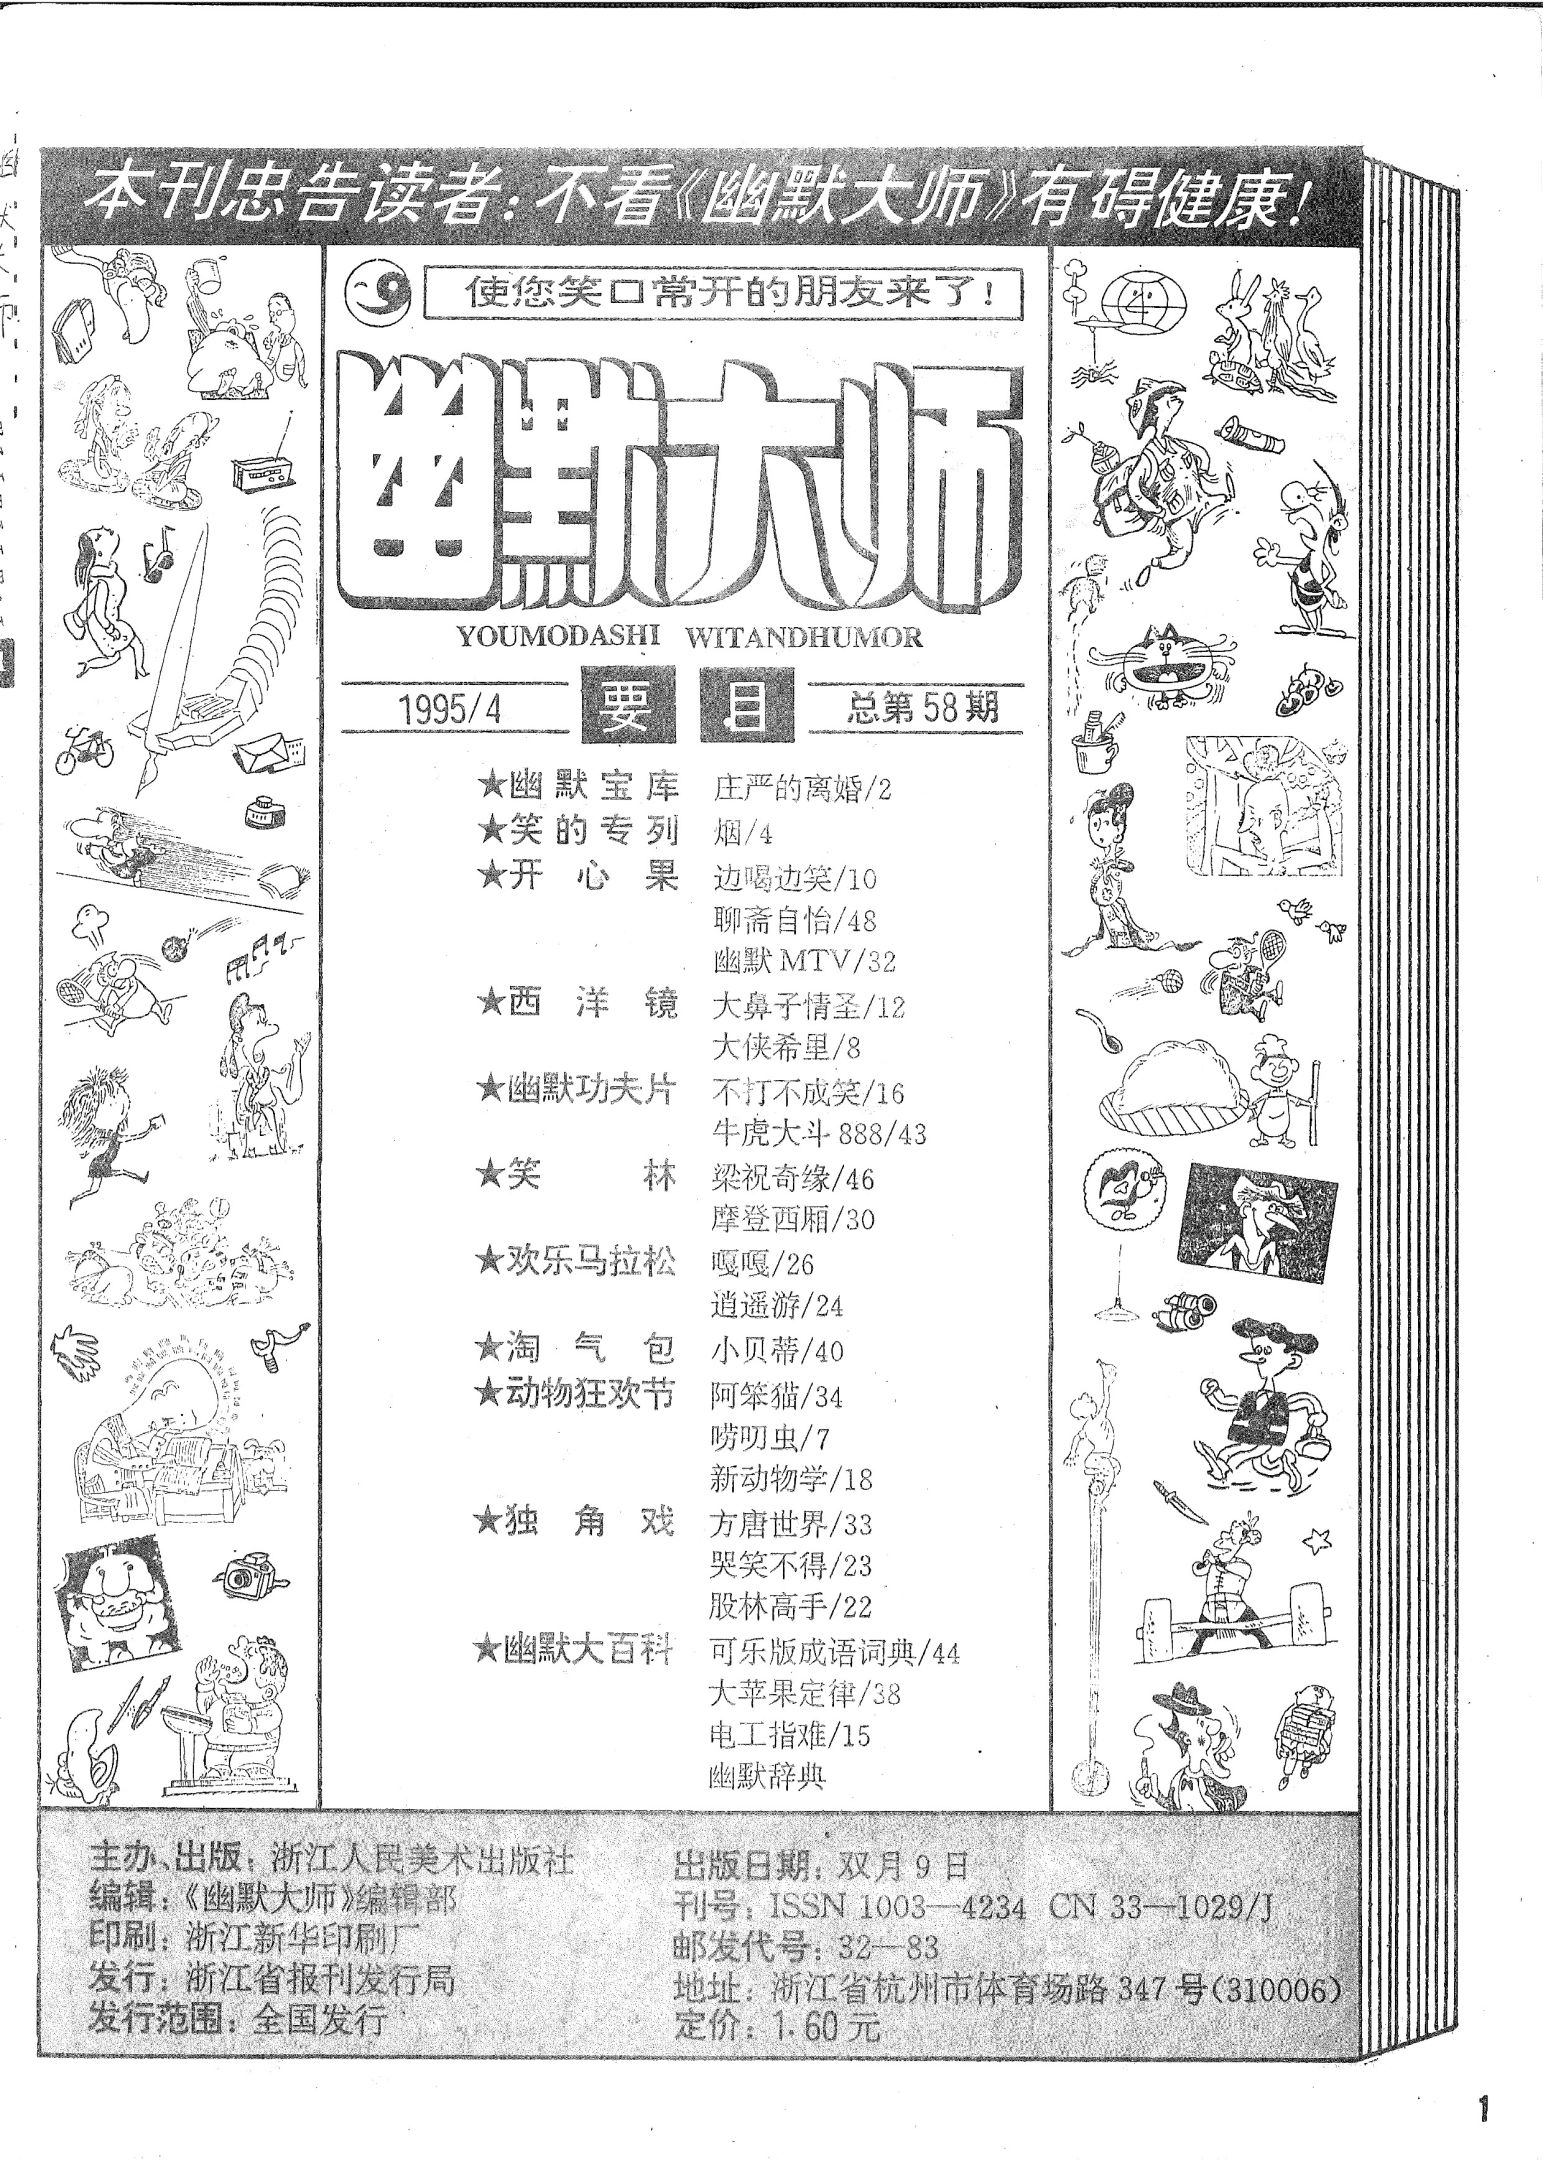 本刊忠告读者：不看《幽默大师》有碍健康！
使您笑口常开的朋友来了！
幽默大师
YOUMODASHI WITANDHUMOR
1995/4 要目 总第58期
★幽默宝库 庄严的离婚/2
★笑的专列 烟/4
★开心果 边喝边笑/10
聊斋自怡/48
幽默MTV/32
★西洋镜 大鼻子情圣/12
大侠希里/8
★幽默功夫片 不打不成笑/16
牛虎大斗888/43
★笑林 梁祝奇缘/46
摩登西厢/30
★欢乐马拉松 嘎嘎/26
逍遥游/24
★淘气包 小贝蒂/40
★动物狂欢节 阿笨猫/34
唠叨虫/7
新动物学/18
★独角戏 方唐世界/33
哭笑不得/23
股林高手/22
★幽默大百科 可乐版成语词典/44
大苹果定律/38
电工指难/15
幽默辞典
主办、出版：浙江人民美术出版社
编辑：《幽默大师》编辑部
印刷：浙江新华印刷厂
发行：浙江省报刊发行局
发行范围：全国发行
出版日期：双月9日
刊号：ISSN 1003—4234 CN 33—1029/J
邮发代号：32—83
地址：浙江省杭州市体育场路347号(310006)
定价：1.60元
1